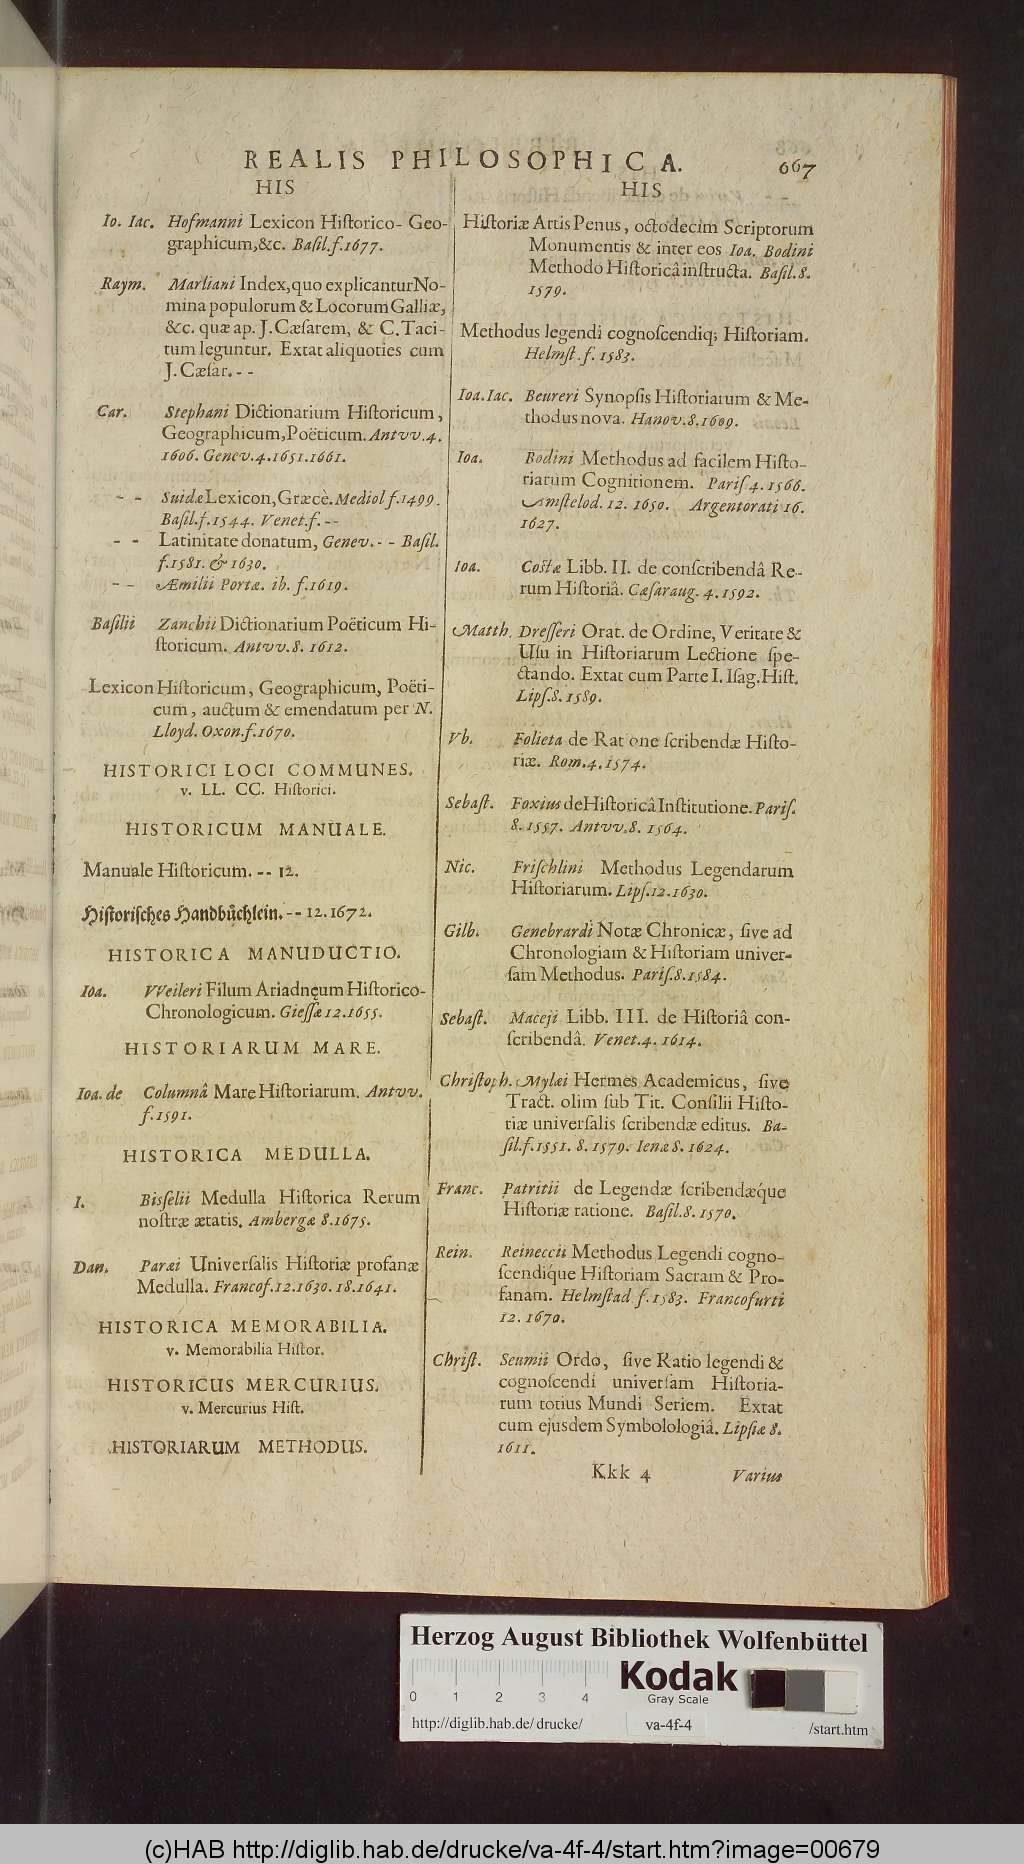 REALIS PHILOSOPHICA. 667
HIS
Io. Iac. Hofmanni Lexicon Hiſtorico-Geo-
graphicum,&c. Baſil.f.1677.
Raym. Marliani Index,quo explicantur No-
mina populorum & Locorum Galliæ,
&c. quæ ap. J.Cæſarem, & C.Taci-
tum leguntur. Extat aliquoties cum
J.Cæſar.--
Car. Stephani Dictionarium Hiſtoricum,
Geographicum,Poëticum. Antvv.4.
1606. Genev.4.1651.1661.
-- Suidæ Lexicon,Græcè. Mediol f.1499.
Baſil.f.1544. Venet.f.--
-- Latinitate donatum, Genev.-- Baſil.
f.1581. & 1630.
-- Æmilii Portæ. ib. f.1619.
Baſilii Zanchii Dictionarium Poëticum Hi-
ſtoricum. Antvv.8. 1612.
Lexicon Hiſtoricum, Geographicum, Poëti-
cum, auctum & emendatum per N.
Lloyd. Oxon.f.1670.
HISTORICI LOCI COMMUNES.
v. LL. CC. Hiſtorici.
HISTORICUM MANUALE.
Manuale Hiſtoricum. -- 12.
Hiſtoriſches Handbuͤchlein. -- 12.1672.
HISTORICA MANUDUCTIO.
Ioa. VVeileri Filum Ariadnęum Hiſtorico-
Chronologicum. Gieſſæ 12.1655.
HISTORIARUM MARE.
Ioa. de Columnâ Mare Hiſtoriarum. Antvv.
f.1591.
HISTORICA MEDULLA.
I. Biſſelii Medulla Hiſtorica Rerum
noſtræ ætatis. Ambergæ 8.1675.
Dan. Paræi Univerſalis Hiſtoriæ profanæ
Medulla. Francof.12.1630.18.1641.
HISTORICA MEMORABILIA.
v. Memorabilia Hiſtor.
HISTORICUS MERCURIUS.
v. Mercurius Hiſt.
HISTORIARUM METHODUS.
HIS
Hiſtoriæ Artis Penus, octodecim Scriptorum
Monumentis & inter eos Ioa. Bodini
Methodo Hiſtoricâ inſtructa. Baſil.8.
1579.
Methodus legendi cognoſcendiq; Hiſtoriam.
Helmſt.f.1583.
Ioa.Iac. Beureri Synopſis Hiſtoriarum & Me-
thodus nova. Hanov.8.1609.
Ioa. Bodini Methodus ad facilem Hiſto-
riarum Cognitionem. Pariſ.4.1566.
Amſtelod.12.1650. Argentorati 16.
1627.
Ioa. Coſtæ Libb. II. de conſcribendâ Re-
rum Hiſtoriâ. Cæſaraug. 4.1592.
Matth. Dreſſeri Orat. de Ordine, Veritate &
Uſu in Hiſtoriarum Lectione ſpe-
ctando. Extat cum Parte I. Iſag.Hiſt.
Lipſ.8.1589.
Vb. Folieta de Rat one ſcribendæ Hiſto-
riæ. Rom.4.1574.
Sebaſt. Foxius de Hiſtoricâ Inſtitutione. Pariſ.
8.1557. Antvv.8. 1564.
Nic. Friſchlini Methodus Legendarum
Hiſtoriarum. Lipſ.12.1630.
Gilb. Genebrardi Notæ Chronicæ, ſive ad
Chronologiam & Hiſtoriam univer-
ſam Methodus. Pariſ.8.1584.
Sebaſt. Maceji Libb. III. de Hiſtoriâ con-
ſcribendâ. Venet.4. 1614.
Chriſtoph. Mylæi Hermes Academicus, ſive
Tract. olim ſub Tit. Conſilii Hiſto-
riæ univerſalis ſcribendæ editus. Ba-
ſil.f.1551. 8.1579. Ienæ 8.1624.
Franc. Patritii de Legendæ ſcribendæq́ue
Hiſtoriæ ratione. Baſil.8.1570.
Rein. Reineccii Methodus Legendi cogno-
ſcendiq́ue Hiſtoriam Sacram & Pro-
fanam. Helmſtad f.1583. Francofurti
12.1670.
Chriſt. Seumii Ordo, ſive Ratio legendi &
cognoſcendi univerſam Hiſtoria-
rum totius Mundi Seriem. Extat
cum ejusdem Symbolologiâ. Lipſiæ 8.
1611.
Kkk 4 Varius
Herzog August Bibliothek Wolfenbüttel
0 1 2 3 4
Kodak
Gray Scale
http://diglib.hab.de/drucke/ va-4f-4 /start.htm
(c)HAB http://diglib.hab.de/drucke/va-4f-4/start.htm?image=00679